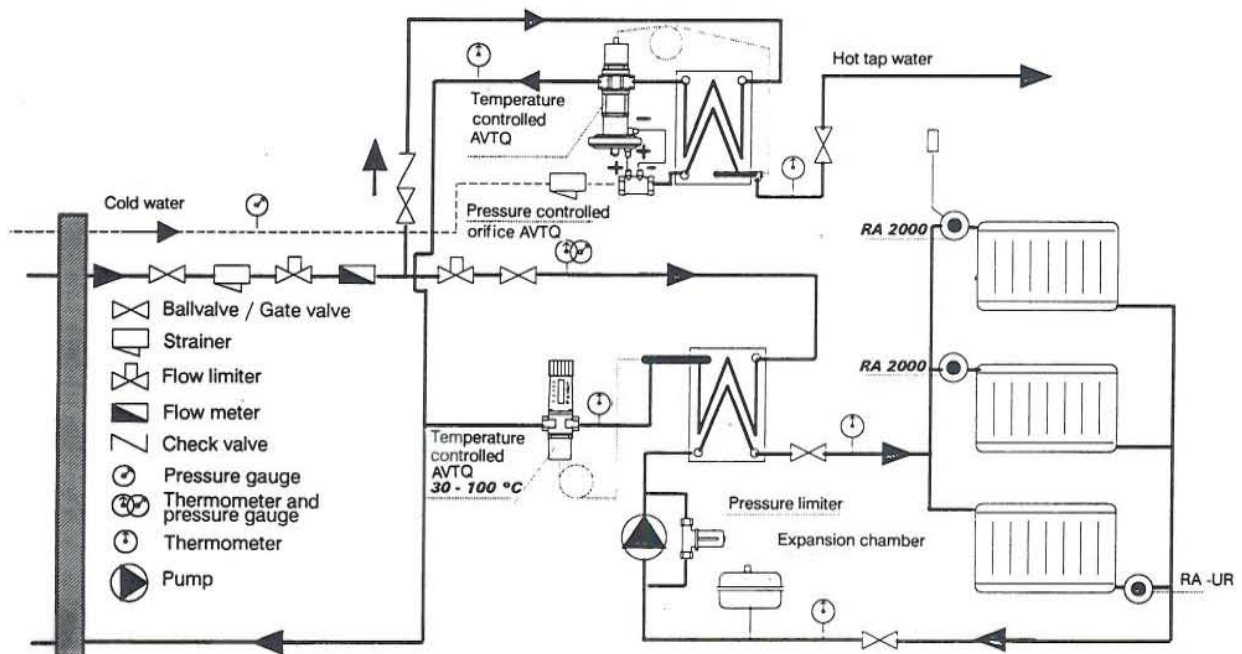 Hot tap water
Temperature
controlled
AVTQ
-
+
+
-
Cold water
Pressure controlled
orifice AVTQ
RA 2000
Ballvalve / Gate valve
Strainer
Flow limiter
RA 2000
Flow meter
Check valve
Temperature
controlled
AVTQ
30 - 100 °C
Pressure gauge
Thermometer and
pressure gauge
Thermometer
Pump
Pressure limiter
Expansion chamber
RA -UR